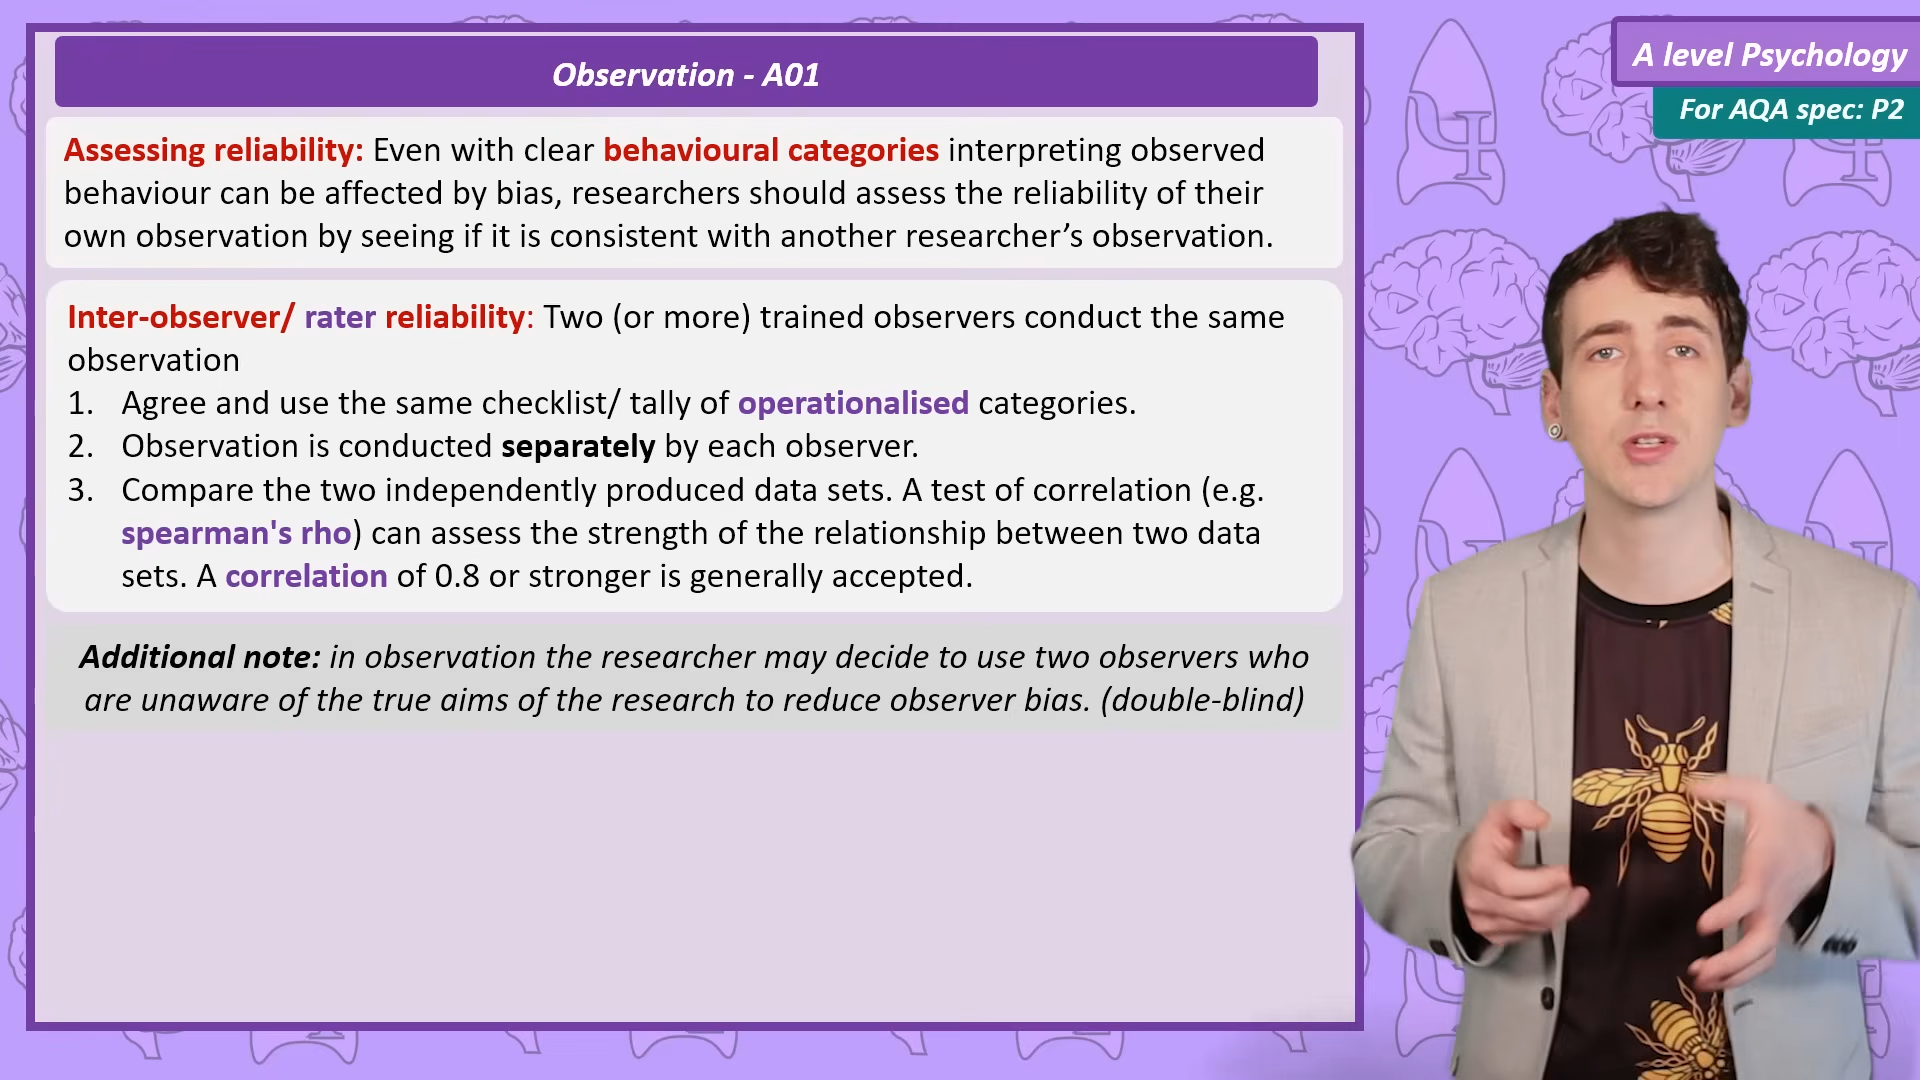 Observation - A01
A level Psychology
For AQA spec: P2
Assessing reliability: Even with clear behavioural categories interpreting observed
behaviour can be affected by bias, researchers should assess the reliability of their
own observation by seeing if it is consistent with another researcher’s observation.
Inter-observer/ rater reliability: Two (or more) trained observers conduct the same
observation
1. Agree and use the same checklist/ tally of operationalised categories.
2. Observation is conducted separately by each observer.
3. Compare the two independently produced data sets. A test of correlation (e.g.
spearman's rho) can assess the strength of the relationship between two data
sets. A correlation of 0.8 or stronger is generally accepted.
Additional note: in observation the researcher may decide to use two observers who
are unaware of the true aims of the research to reduce observer bias. (double-blind)